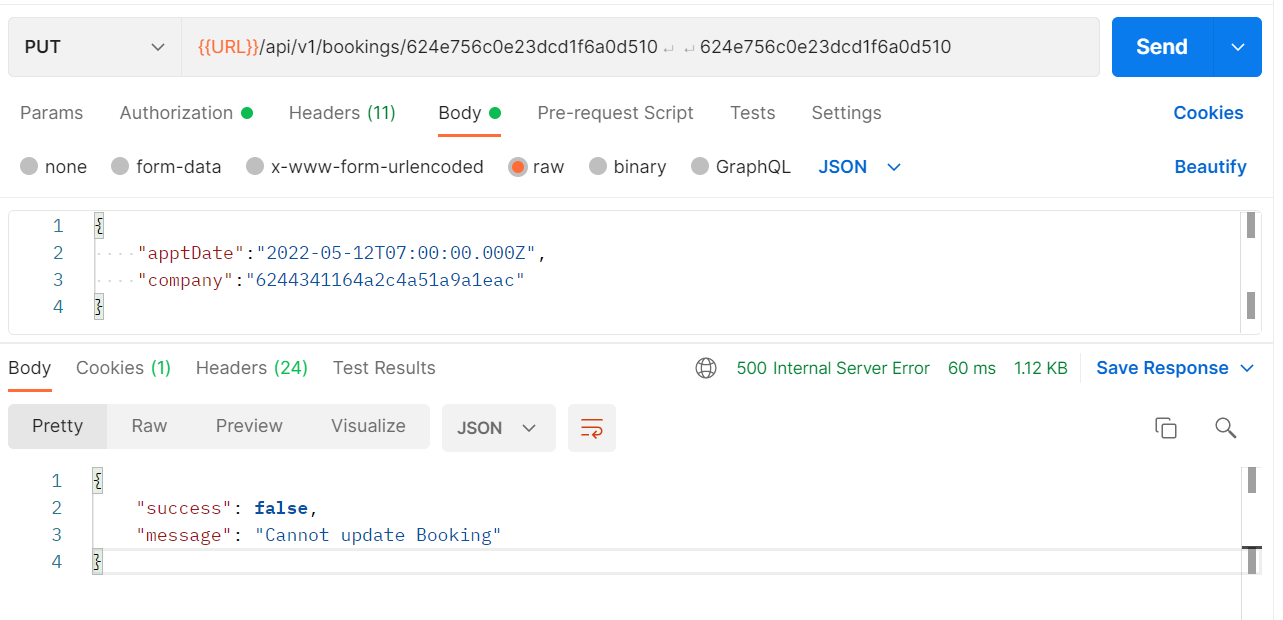 PUT {{URL}}/api/v1/bookings/624e756c0e23dcd1f6a0d510 ↵ ↵ 624e756c0e23dcd1f6a0d510 Send
Params Authorization Headers (11) Body Pre-request Script Tests Settings Cookies
none form-data x-www-form-urlencoded raw binary GraphQL JSON Beautify
1 {
2 ····"apptDate":"2022-05-12T07:00:00.000Z",
3 ····"company":"6244341164a2c4a51a9a1eac"
4 }
Body Cookies (1) Headers (24) Test Results 500 Internal Server Error 60 ms 1.12 KB Save Response
Pretty Raw Preview Visualize JSON
1 {
2 "success": false,
3 "message": "Cannot update Booking"
4 }